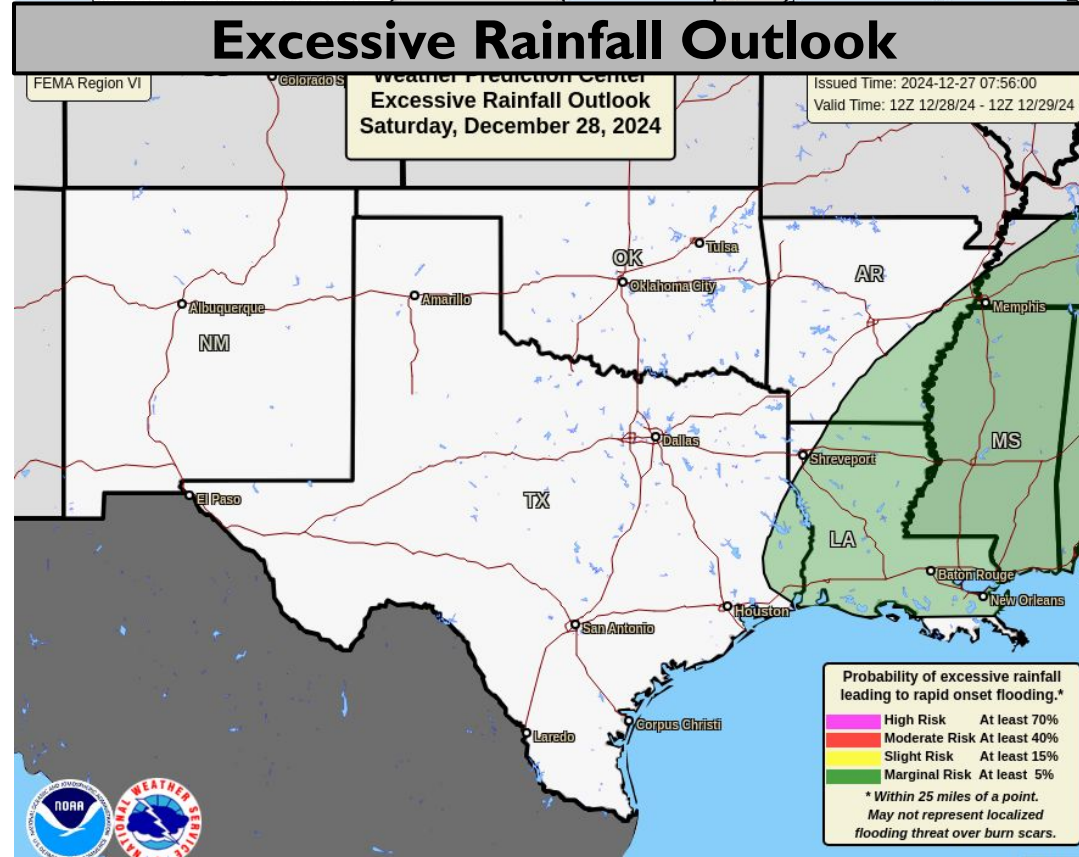 Excessive Rainfall Outlook
FEMA Region VI
Colorado S
Weather Prediction Center
Excessive Rainfall Outlook
Saturday, December 28, 2024
Issued Time: 2024-12-27 07:56:00
Valid Time: 12Z 12/28/24 - 12Z 12/29/24
Tulsa
OK
Oklahoma City
AR
Albuquerque
Amarillo
Memphis
NM
Dallas
MS
Shreveport
El Paso
TX
LA
Baton Rouge
New Orleans
Houston
San Antonio
Corpus Christi
Laredo
Probability of excessive rainfall
leading to rapid onset flooding.*
High Risk At least 70%
Moderate Risk At least 40%
Slight Risk At least 15%
Marginal Risk At least 5%
* Within 25 miles of a point.
May not represent localized
flooding threat over burn scars.
NOAA
NATIONAL WEATHER SERVICE